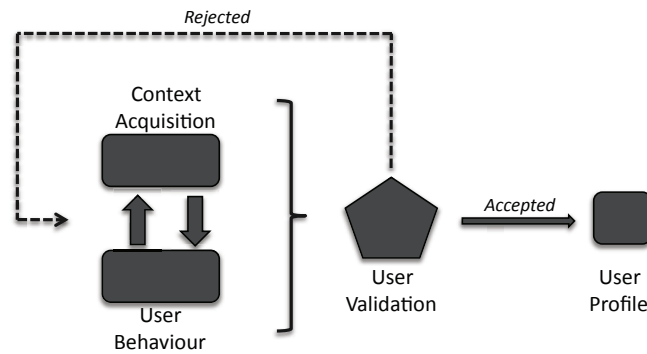 Rejected
Context
Acquisition
User
Behaviour
User
Validation
Accepted
User
Profile